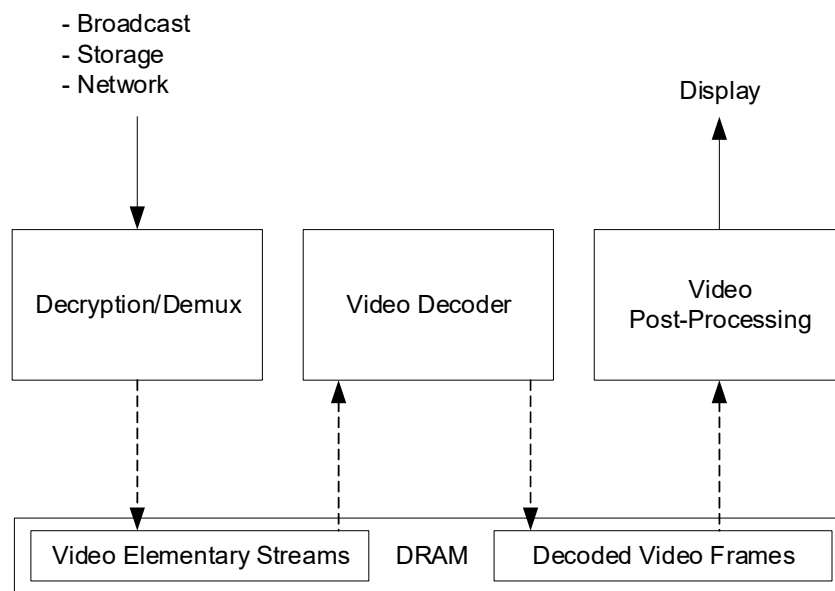 - Broadcast
- Storage
- Network
Display
Decryption/Demux
Video Decoder
Video
Post-Processing
Video Elementary Streams
DRAM
Decoded Video Frames